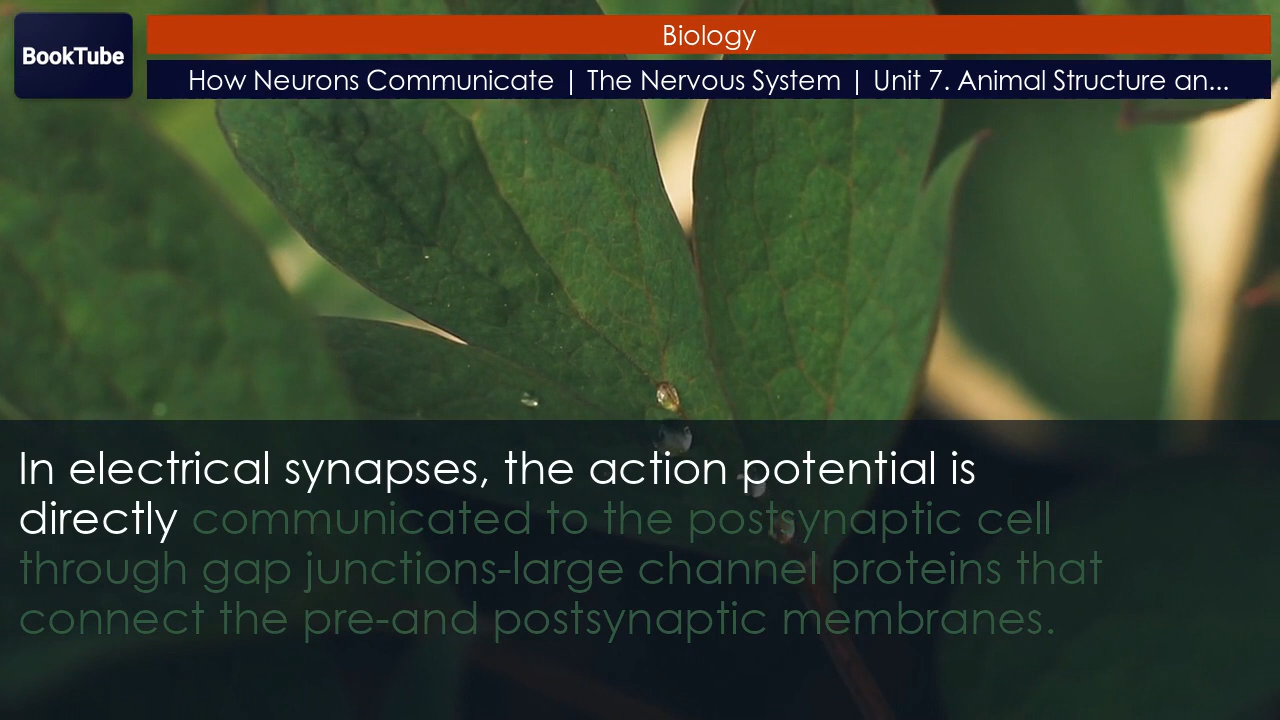 BookTube
Biology
How Neurons Communicate | The Nervous System | Unit 7. Animal Structure an...
In electrical synapses, the action potential is
directly communicated to the postsynaptic cell
through gap junctions-large channel proteins that
connect the pre-and postsynaptic membranes.